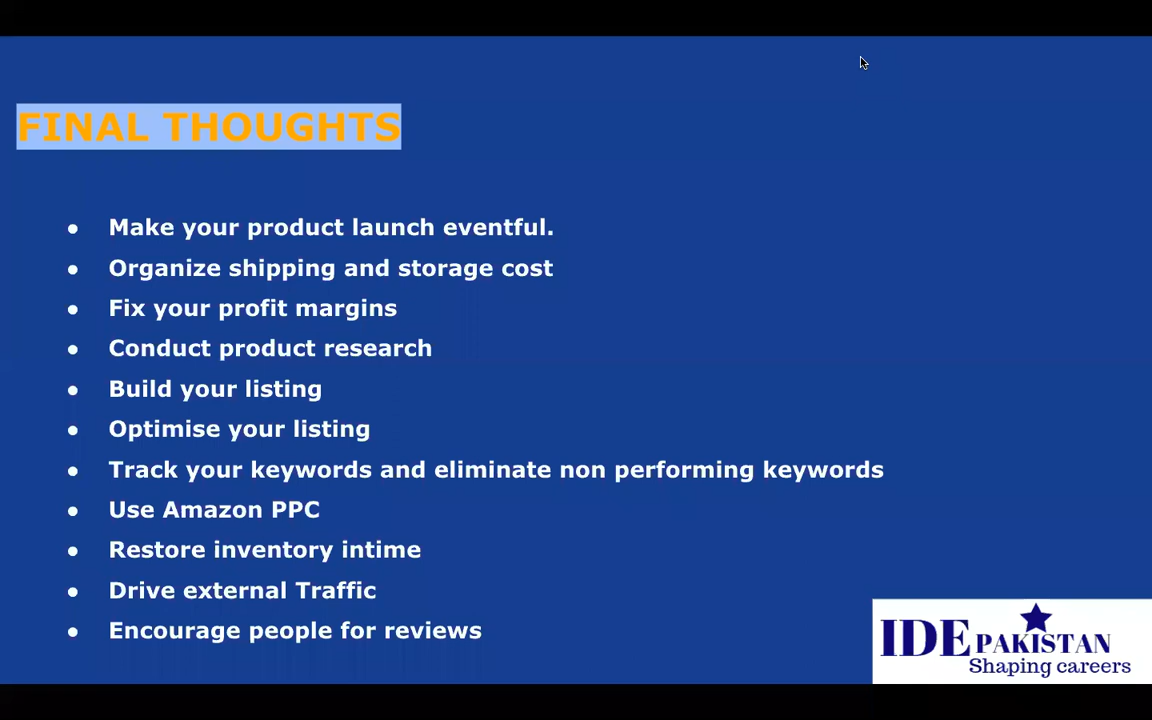 FINAL THOUGHTS
● Make your product launch eventful.
● Organize shipping and storage cost
● Fix your profit margins
● Conduct product research
● Build your listing
● Optimise your listing
● Track your keywords and eliminate non performing keywords
● Use Amazon PPC
● Restore inventory intime
● Drive external Traffic
● Encourage people for reviews
IDE PAKISTAN
Shaping careers